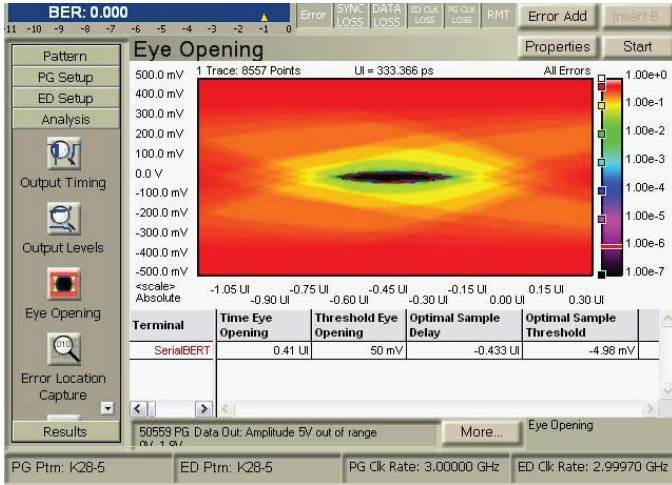 BER: 0.000
-11 -10 -9 -8 -7 -6 -5 -4 -3 -2 -1 0
Error
SYNC LOSS
DATA LOSS
ED CLK LOSS
PG CLK LOSS
RMT
Error Add
Insert B
Pattern
PG Setup
ED Setup
Analysis
Output Timing
Output Levels
Eye Opening
Error Location Capture
Results
Eye Opening
Properties
Start
1 Trace: 8557 Points
UI = 333.366 ps
All Errors
500.0 mV
400.0 mV
300.0 mV
200.0 mV
100.0 mV
0.0 V
-100.0 mV
-200.0 mV
-300.0 mV
-400.0 mV
-500.0 mV
1.00e+0
1.00e-1
1.00e-2
1.00e-3
1.00e-4
1.00e-5
1.00e-6
1.00e-7
<scale>
Absolute
-1.05 UI -0.75 UI -0.45 UI -0.15 UI 0.15 UI
-0.90 UI -0.60 UI -0.30 UI 0.00 UI 0.30 UI
Terminal
Time Eye Opening
Threshold Eye Opening
Optimal Sample Delay
Optimal Sample Threshold
SerialBERT 0.41 UI 50 mV -0.433 UI -4.98 mV
50559 PG Data Out: Amplitude 5V out of range
More...
Eye Opening
PG Ptrn: K28-5
ED Ptrn: K28-5
PG Clk Rate: 3.00000 GHz
ED Clk Rate: 2.99970 GHz